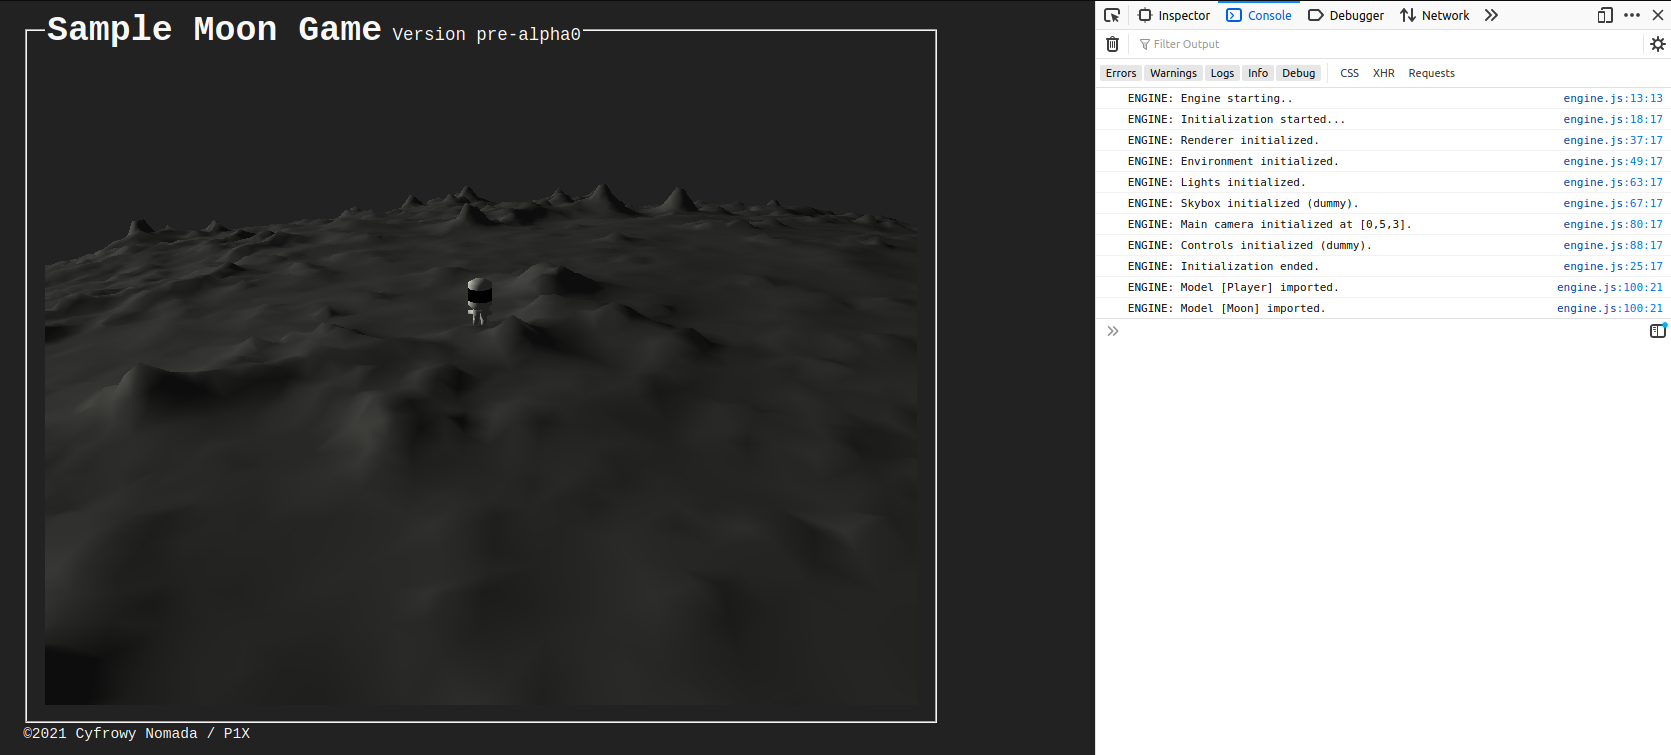 Sample Moon Game Version pre-alpha0
©2021 Cyfrowy Nomada / P1X
Inspector Console Debugger Network
Filter Output
Errors Warnings Logs Info Debug CSS XHR Requests
ENGINE: Engine starting.. engine.js:13:13
ENGINE: Initialization started... engine.js:18:17
ENGINE: Renderer initialized. engine.js:37:17
ENGINE: Environment initialized. engine.js:49:17
ENGINE: Lights initialized. engine.js:63:17
ENGINE: Skybox initialized (dummy). engine.js:67:17
ENGINE: Main camera initialized at [0,5,3]. engine.js:80:17
ENGINE: Controls initialized (dummy). engine.js:88:17
ENGINE: Initialization ended. engine.js:25:17
ENGINE: Model [Player] imported. engine.js:100:21
ENGINE: Model [Moon] imported. engine.js:100:21